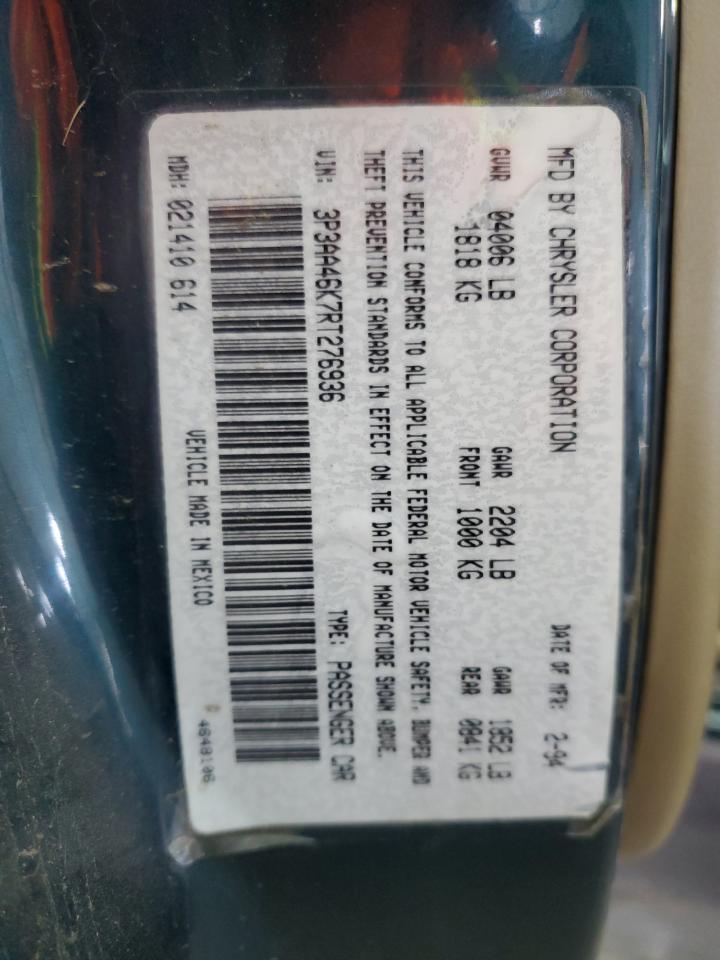 MFD BY CHRYSLER CORPORATION DATE OF MFR: 2-94
GVWR 04006 LB GAWR 2204 LB GAWR 1852 LB
1818 KG FRONT 1000 KG REAR 0841 KG
THIS VEHICLE CONFORMS TO ALL APPLICABLE FEDERAL MOTOR VEHICLE SAFETY, BUMPER AND
THEFT PREVENTION STANDARDS IN EFFECT ON THE DATE OF MANUFACTURE SHOWN ABOVE.
VIN: 3P3AA46K7RT276936 TYPE: PASSENGER CAR
VEHICLE MADE IN MEXICO
MDH: 021410 614 4648106